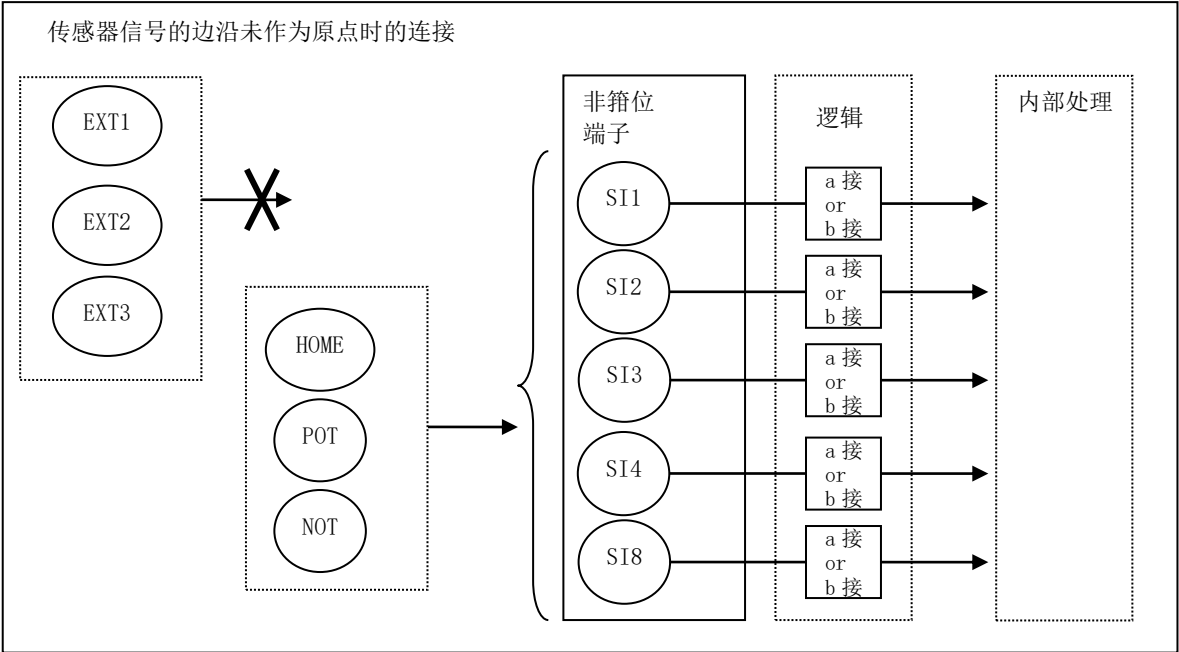 传感器信号的边沿未作为原点时的连接
EXT1
EXT2
EXT3
HOME
POT
NOT
非箝位
端子
SI1
SI2
SI3
SI4
SI8
逻辑
a 接
or
b 接
a 接
or
b 接
a 接
or
b 接
a 接
or
b 接
a 接
or
b 接
内部处理